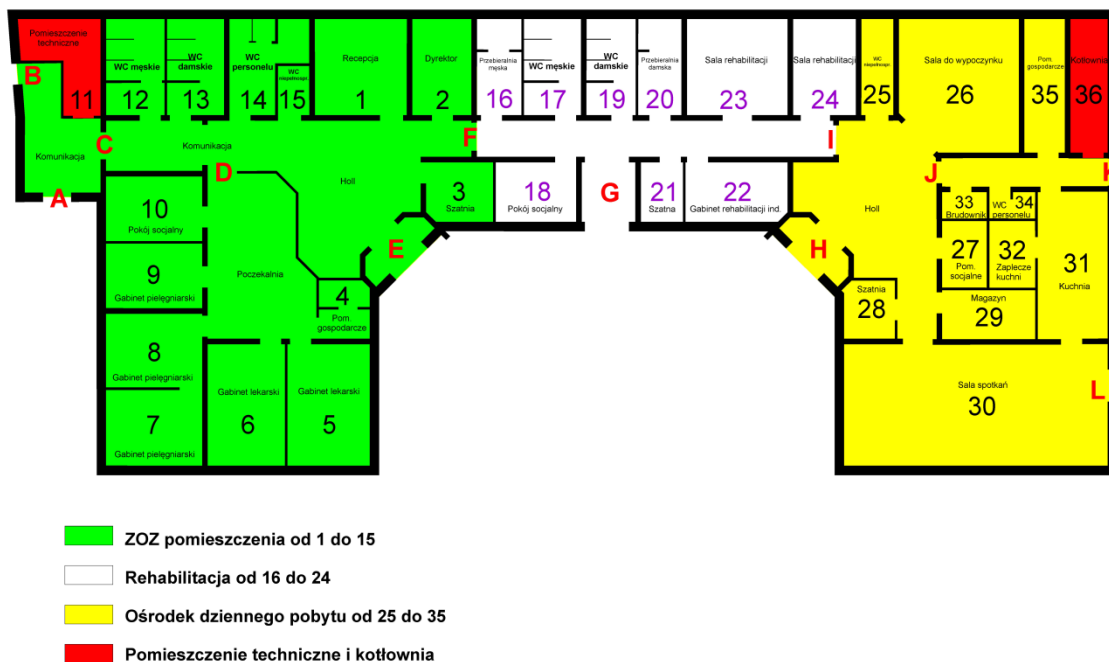 Pomieszczenie
techniczne
B
11
WC męskie
12
WC
damskie
13
WC
personelu
14
WC
niepełnospr.
15
Recepcja
1
Dyrektor
2
Przebieralnia
męska
16
WC męskie
17
WC
damskie
19
Przebieralnia
damska
20
Sala rehabilitacji
23
Sala rehabilitacji
24
WC
niepełnospr.
25
Sala do wypoczynku
26
Pom.
gospodarcze
35
Kotłownia
36
Komunikacja
A
C
Komunikacja
D
Holl
F
3
Szatnia
18
Pokój socjalny
G
21
Szatna
22
Gabinet rehabilitacji ind.
I
J
K
10
Pokój socjalny
9
Gabinet pielęgniarski
8
Gabinet pielęgniarski
7
Gabinet pielęgniarski
Poczekalnia
E
4
Pom.
gospodarcze
Gabinet lekarski
6
Gabinet lekarski
5
Holl
H
33
Brudownik
WC
34
personelu
27
Pom.
socjalne
32
Zaplecze
kuchni
31
Kuchnia
Szatnia
28
Magazyn
29
Sala spotkań
30
L
ZOZ pomieszczenia od 1 do 15
Rehabilitacja od 16 do 24
Ośrodek dziennego pobytu od 25 do 35
Pomieszczenie techniczne i kotłownia